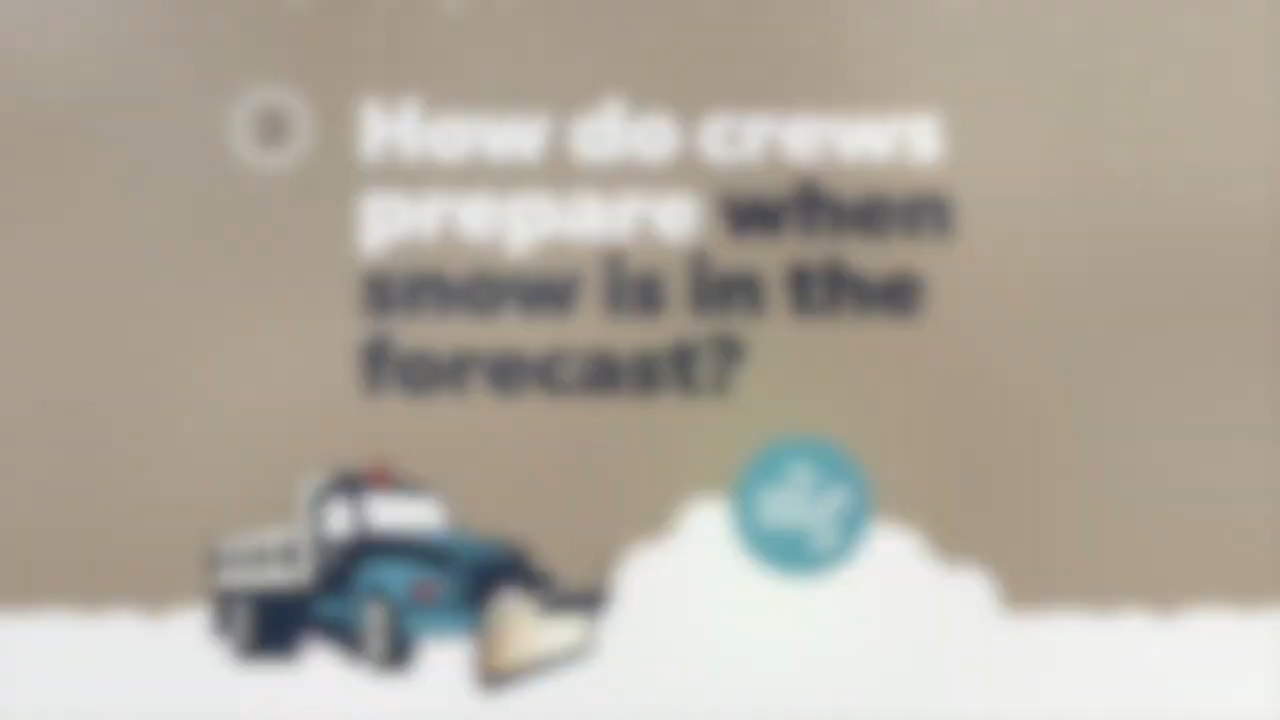 How do crews
prepare when
snow is in the
forecast?